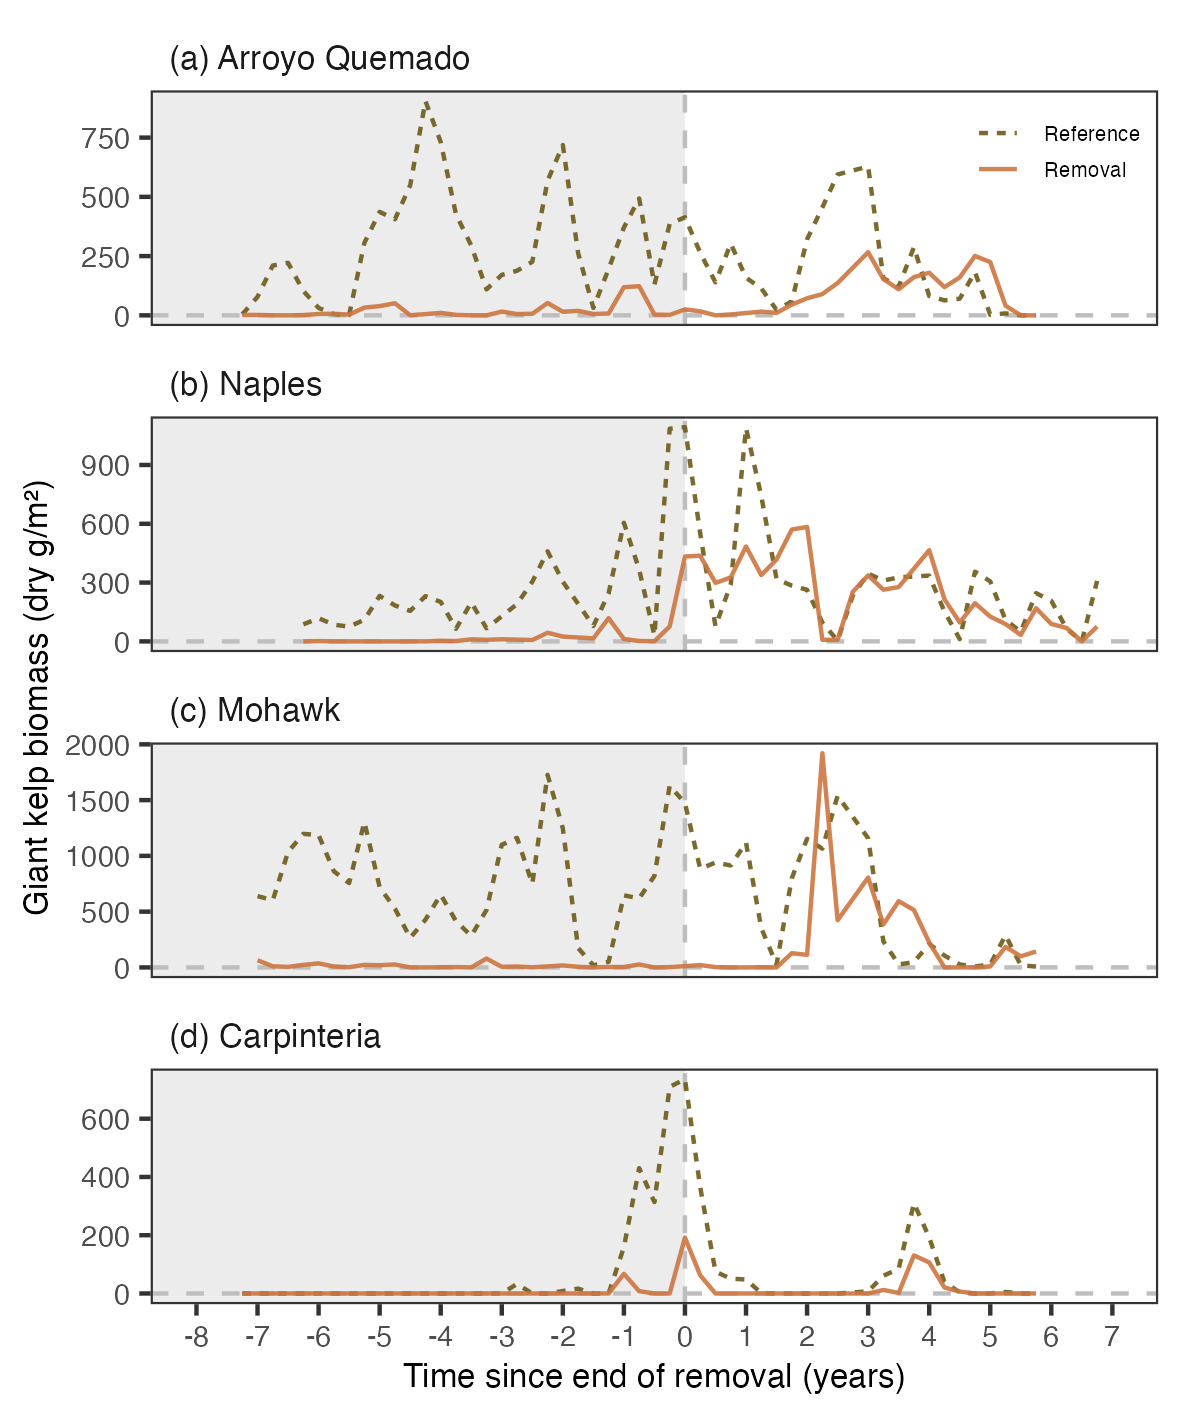 (a) Arroyo Quemado
750
500
250
0
Reference
Removal
(b) Naples
900
600
300
0
Giant kelp biomass (dry g/m²)
(c) Mohawk
2000
1500
1000
500
0
(d) Carpinteria
600
400
200
0
-8 -7 -6 -5 -4 -3 -2 -1 0 1 2 3 4 5 6 7
Time since end of removal (years)